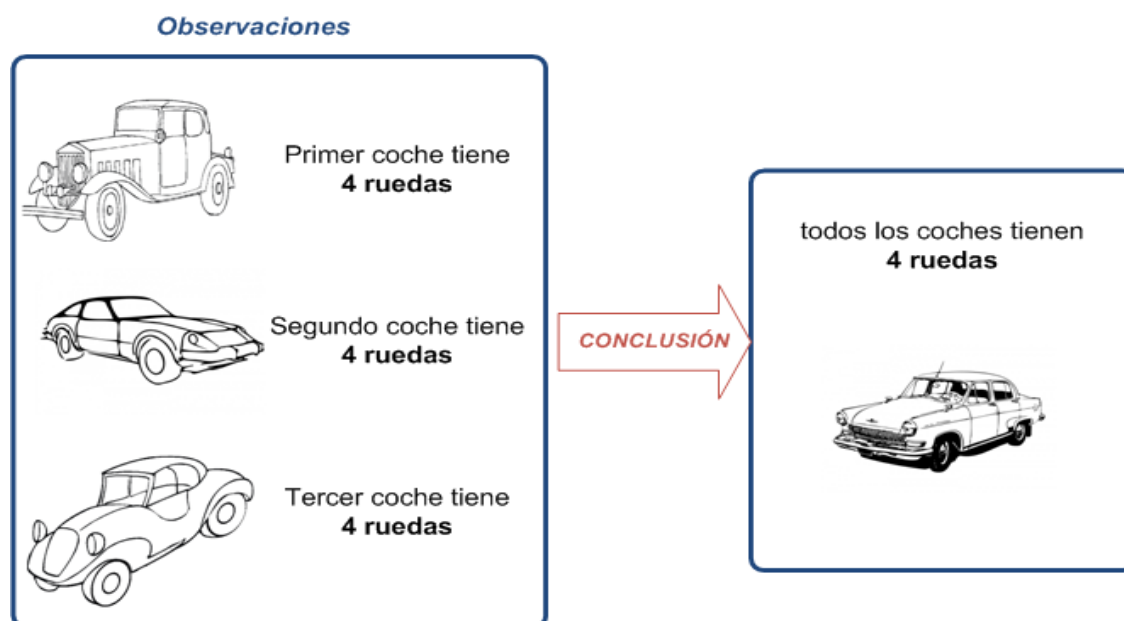 Observaciones
Primer coche tiene
4 ruedas
Segundo coche tiene
4 ruedas
Tercer coche tiene
4 ruedas
CONCLUSIÓN
todos los coches tienen
4 ruedas